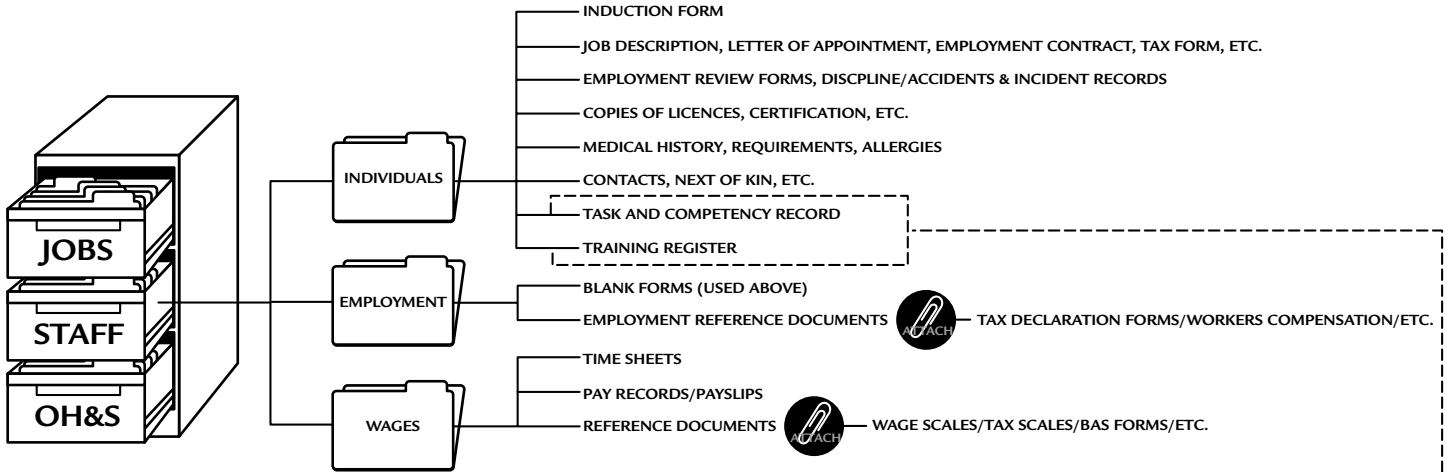 INDUCTION FORM
JOB DESCRIPTION, LETTER OF APPOINTMENT, EMPLOYMENT CONTRACT, TAX FORM, ETC.
EMPLOYMENT REVIEW FORMS, DISCPLINE/ACCIDENTS & INCIDENT RECORDS
COPIES OF LICENCES, CERTIFICATION, ETC.
MEDICAL HISTORY, REQUIREMENTS, ALLERGIES
INDIVIDUALS
CONTACTS, NEXT OF KIN, ETC.
TASK AND COMPETENCY RECORD
TRAINING REGISTER
JOBS
STAFF
OH&S
EMPLOYMENT
BLANK FORMS (USED ABOVE)
EMPLOYMENT REFERENCE DOCUMENTS
ATTACH
TAX DECLARATION FORMS/WORKERS COMPENSATION/ETC.
WAGES
TIME SHEETS
PAY RECORDS/PAYSLIPS
REFERENCE DOCUMENTS
ATTACH
WAGE SCALES/TAX SCALES/BAS FORMS/ETC.